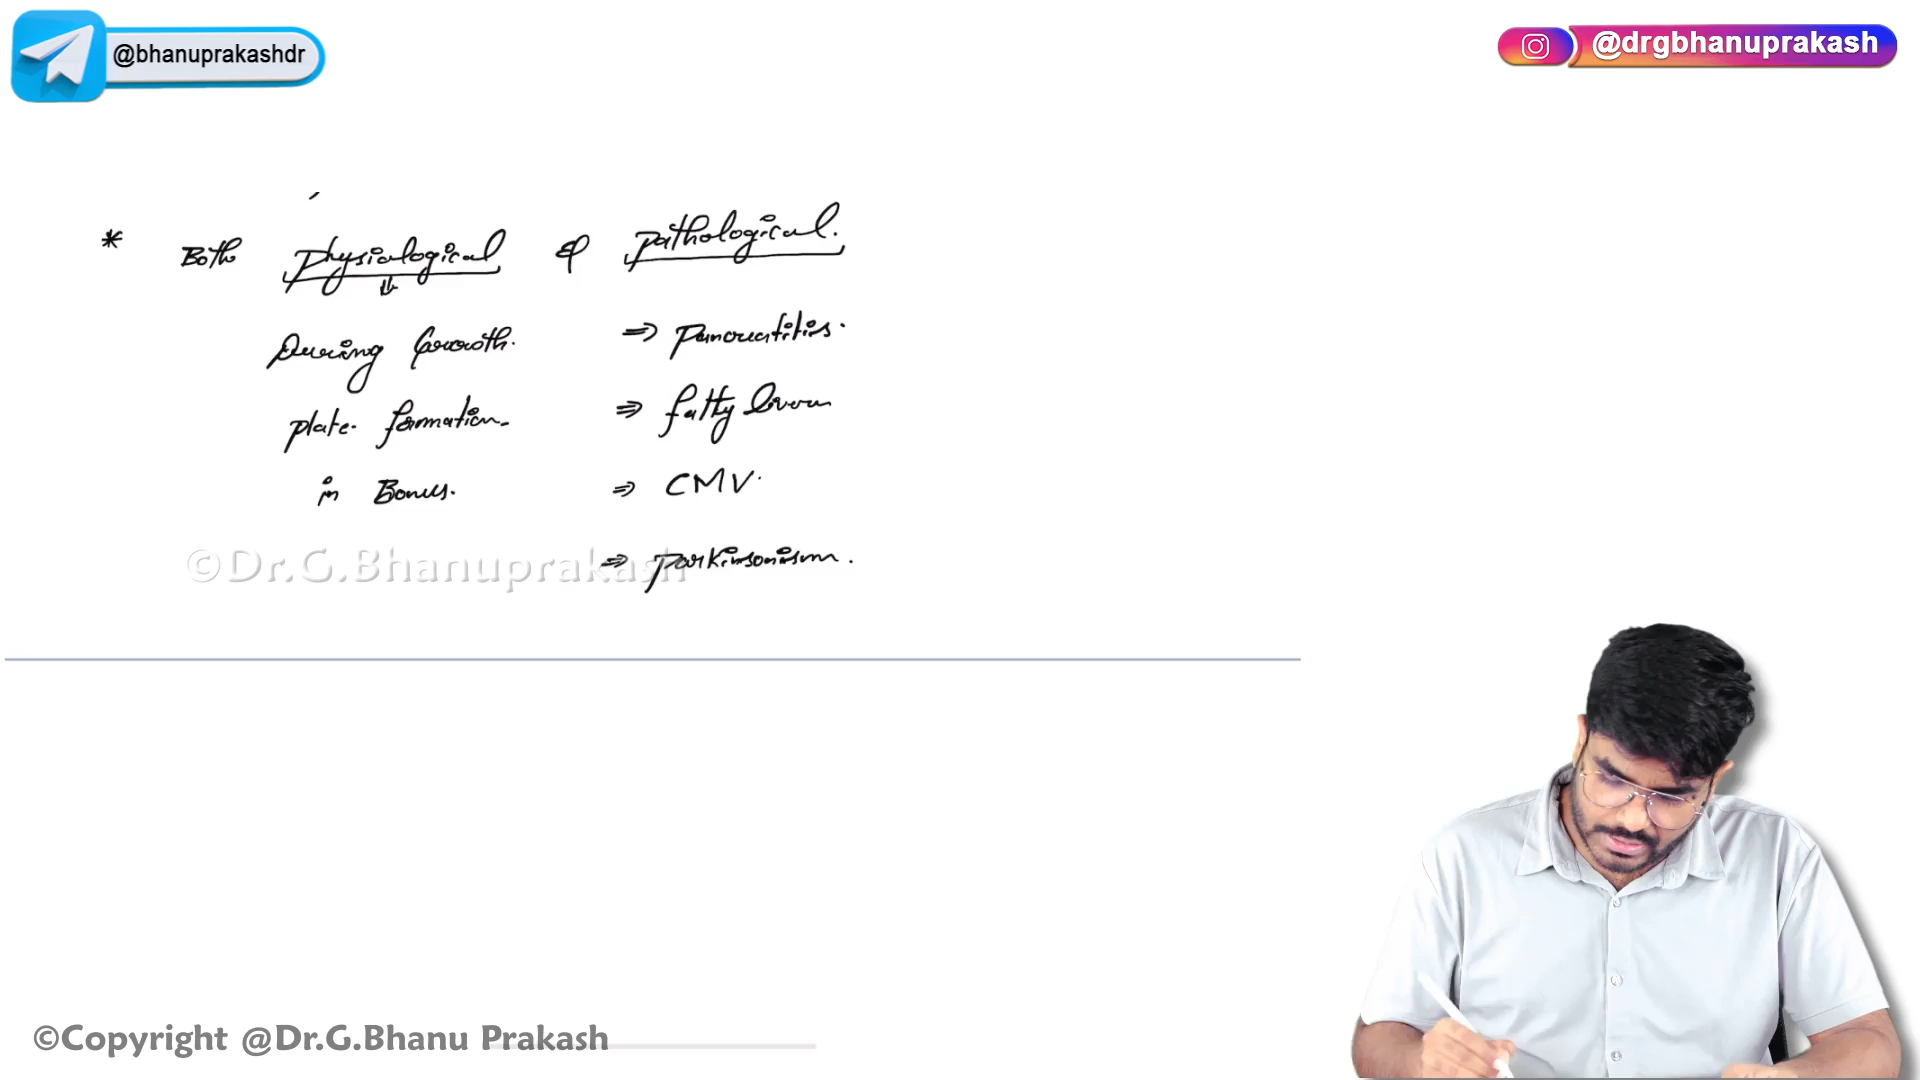 @bhanuprakashdr
@drgbhanuprakash
* Both physiological & pathological.
During Growth. ⇒ pancreatitis.
plate. formation. ⇒ fatty liver
in Bones. ⇒ CMV.
⇒ parkinsonism.
©Dr.G.Bhanuprakash
©Copyright @Dr.G.Bhanu Prakash